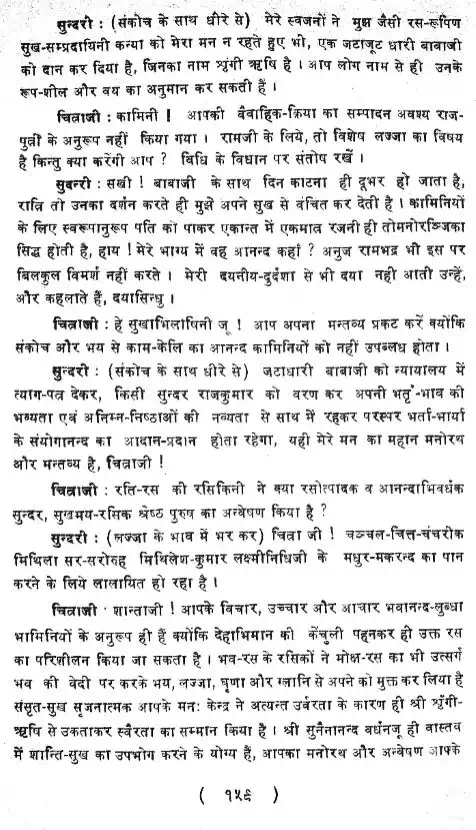 सुन्दरी : (संकोच के साथ धीरे से) मेरे स्वजनों ने मुझ जैसी रस-रूपिण
सुख-सम्प्रदायिनी कन्या को मेरा मन न रहते हुए भी, एक जटाजूट धारी बाबाजी
को दान कर दिया है, जिनका नाम शृंगी ऋषि है । आप लोग नाम से ही उनके
रूप-शील और वय का अनुमान कर सकती हैं ।
चित्राजी : कामिनी ! आपकी वैवाहिक-क्रिया का सम्पादन अवश्य राज-
पुत्री के अनुरूप नहीं किया गया । रामजी के लिये, तो विशेष लज्जा का विषय
है किन्तु क्या करेंगी आप ? विधि के विधान पर संतोष रखें ।
सुन्दरी : सखी ! बाबाजी के साथ दिन काटना ही दूभर हो जाता है,
रात्रि तो उनका दर्शन करते ही मुझे अपने सुख से वंचित कर देती है । कामिनियों
के लिए स्वरूपानुरूप पति को पाकर एकान्त में एकमात्र रजनी ही तोमनोरञ्जिका
सिद्ध होती है, हाय ! मेरे भाग्य में वह आनन्द कहाँ ? अनुज रामभद्र भी इस पर
बिलकुल विमर्श नहीं करते । मेरी दयनीय-दुर्दशा से भी दया नही आती उन्हें,
और कहलाते हैं, दयासिन्धु ।
चित्राजी : हे सुखाभिलाषिनी जू ! आप अपना मन्तव्य प्रकट करें क्योंकि
संकोच और भय से काम-केलि का आनन्द कामिनियों को नहीं उपलब्ध होता ।
सुन्दरी : (संकोच के साथ धीरे से) जटाधारी बाबाजी को न्यायालय में
त्याग-पत्र देकर, किसी सुन्दर राजकुमार को वरण कर अपनी भर्तृ-भाव की
भव्यता एवं अनिम्न-निष्ठाओं की नव्यता से साथ में रहकर परस्पर भर्ता-भार्या
के संयोगानन्द का आदान-प्रदान होता रहेगा, यही मेरे मन का महान मनोरथ
और मन्तव्य है, चित्राजी !
चित्राजी : रति-रस की रसिकिनी ने क्या रसोत्पादक व आनन्दाभिवर्धक
सुन्दर, सुखमय-रसिक श्रेष्ठ पुरुष का अन्वेषण किया है ?
सुन्दरी : (लज्जा के भाव में भर कर) चित्रा जी ! चञ्चल-चित्त-चंचरीक
मिथिला सर-सरोरुह मिथिलेश-कुमार लक्ष्मीनिधिजी के मधुर-मकरन्द का पान
करने के लिये लालायित हो रहा है ।
चित्राजी : शान्ताजी ! आपके विचार, उच्चार और आचार भवानन्द-लुब्धा
भामिनियों के अनुरूप ही हैं क्योंकि देहाभिमान की केंचुली पहनकर ही उक्त रस
का परिशीलन किया जा सकता है । भव-रस के रसिकों ने मोक्ष-रस का भी उत्सर्ग
भव की वेदी पर करके भय, लज्जा, घृणा और ग्लानि से अपने को मुक्त कर लिया है
संसृत-सुख सृजनात्मक आपके मनः केन्द्र ने अत्यन्त उर्वरता के कारण ही श्री शृंगी-
ऋषि से उकताकर स्वैरता का सम्मान किया है । श्री सुनैनानन्द वर्धनजू ही वास्तव
में शान्ति-सुख का उपभोग करने के योग्य हैं, आपका मनोरथ और अन्वेषण आपके
( १५९ )